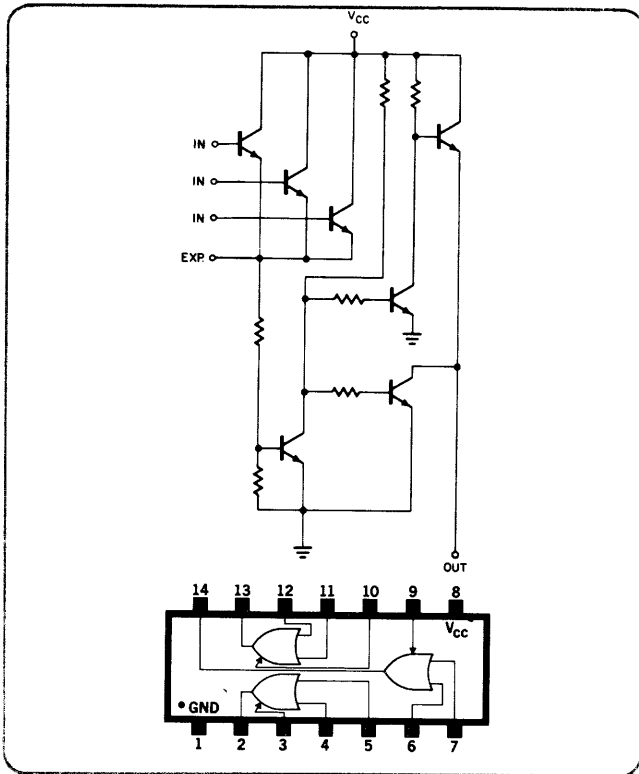 VCC
IN
IN
IN
EXP.
OUT
14 13 12 11 10 9 8
VCC
GND
1 2 3 4 5 6 7